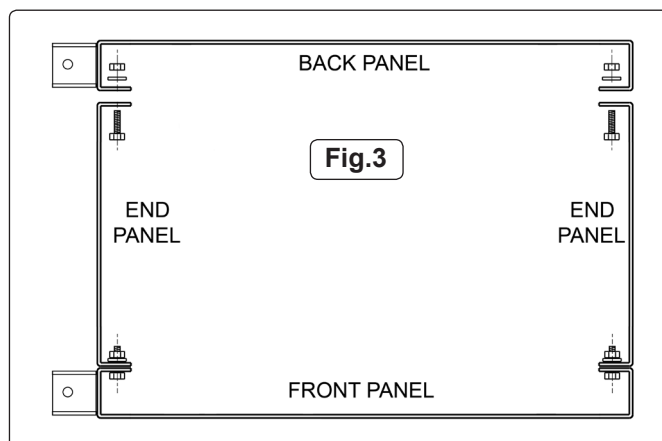 BACK PANEL
Fig.3
END
PANEL
END
PANEL
FRONT PANEL